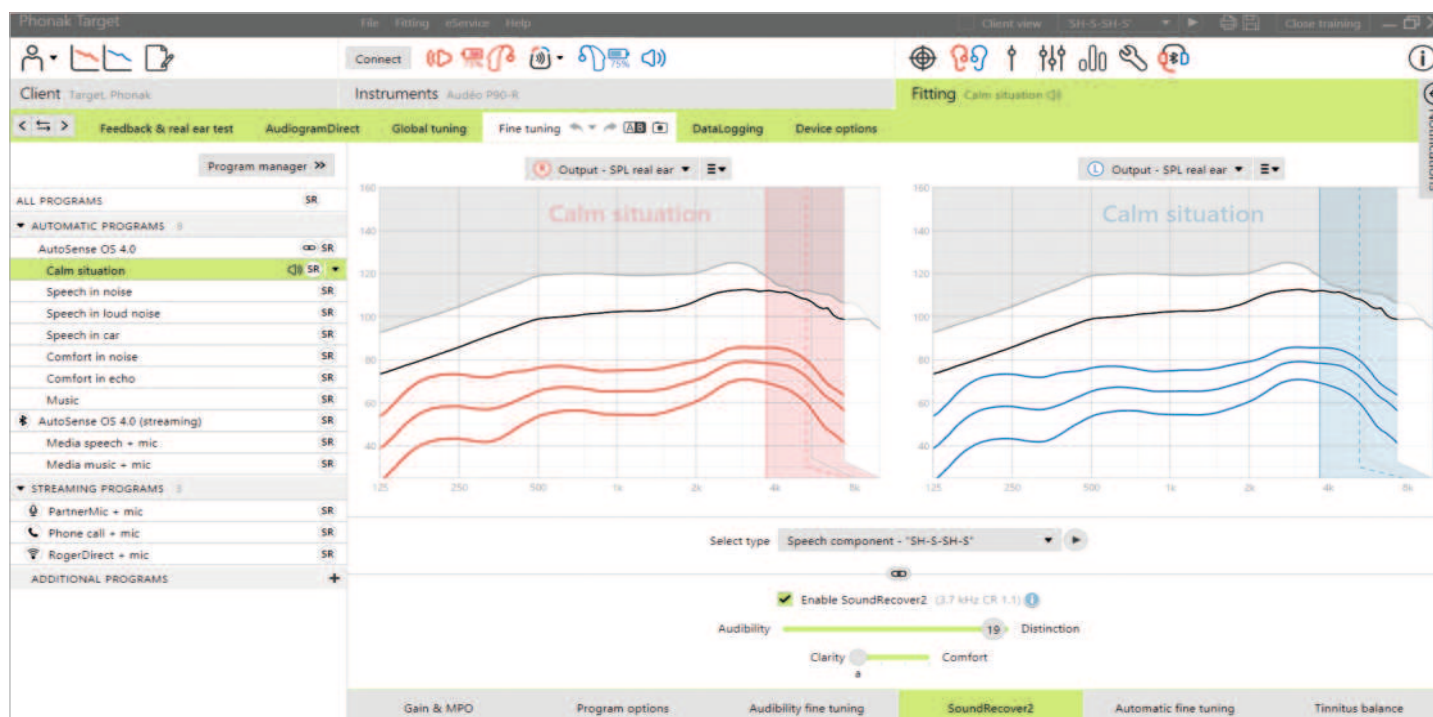 Phonak Target File Fitting eService Help Client view SH-S-SH-S' Close training
Connect 75% 75%
Client Target, Phonak Instruments Audéo P90-R Fitting Calm situation
Feedback & real ear test AudiogramDirect Global tuning Fine tuning AB DataLogging Device options
Notifications
Program manager
R Output - SPL real ear
L Output - SPL real ear
ALL PROGRAMS SR
AUTOMATIC PROGRAMS
AutoSense OS 4.0 SR
Calm situation SR
Speech in noise SR
Speech in loud noise SR
Speech in car SR
Comfort in noise SR
Comfort in echo SR
Music SR
AutoSense OS 4.0 (streaming) SR
Media speech + mic SR
Media music + mic SR
STREAMING PROGRAMS 3
PartnerMic + mic SR
Phone call + mic SR
RogerDirect + mic SR
ADDITIONAL PROGRAMS +
Calm situation
160
140
120
100
80
60
40
125 250 500 1k 2k 4k 8k
Calm situation
160
140
120
100
80
60
40
125 250 500 1k 2k 4k 8k
Select type Speech component - "SH-S-SH-S"
Enable SoundRecover2 (3.7 kHz CR 1.1)
Audibility 19 Distinction
Clarity Comfort
a
Gain & MPO Program options Audibility fine tuning SoundRecover2 Automatic fine tuning Tinnitus balance